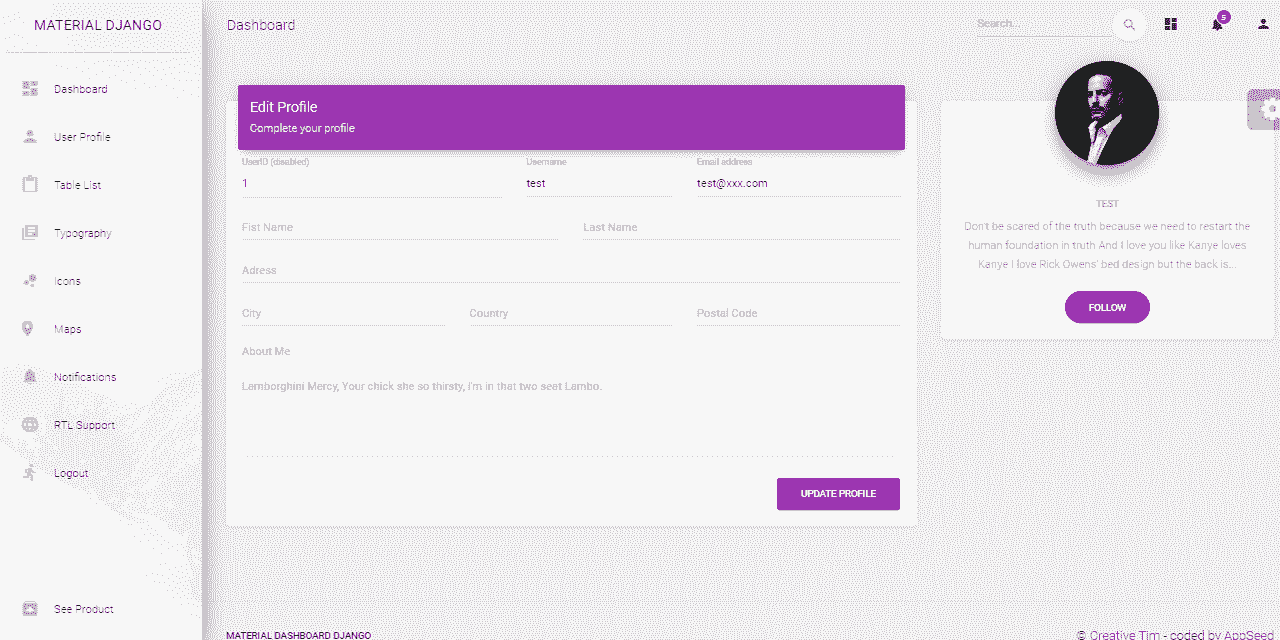 MATERIAL DJANGO
Dashboard
User Profile
Table List
Typography
Icons
Maps
Notifications
RTL Support
Logout
See Product
Dashboard
Search...
5
Edit Profile
Complete your profile
UserID (disabled)
Username
Email address
1
test
test@xxx.com
Fist Name
Last Name
Adress
City
Country
Postal Code
About Me
Lamborghini Mercy, Your chick she so thirsty, i'm in that two seat Lambo.
UPDATE PROFILE
TEST
Don't be scared of the truth because we need to restart the
human foundation in truth And I love you like Kanye loves
Kanye I love Rick Owens' bed design but the back is...
FOLLOW
MATERIAL DASHBOARD DJANGO
© Creative Tim - coded by AppSeed